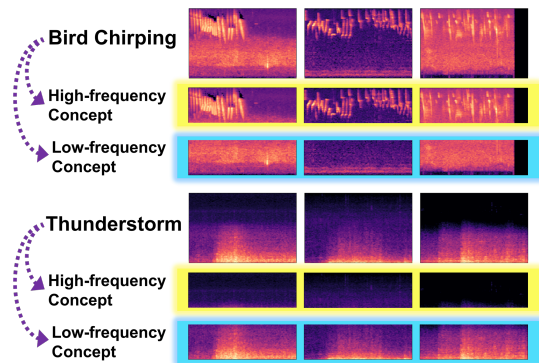 Bird Chirping
High-frequency
Concept
Low-frequency
Concept
Thunderstorm
High-frequency
Concept
Low-frequency
Concept